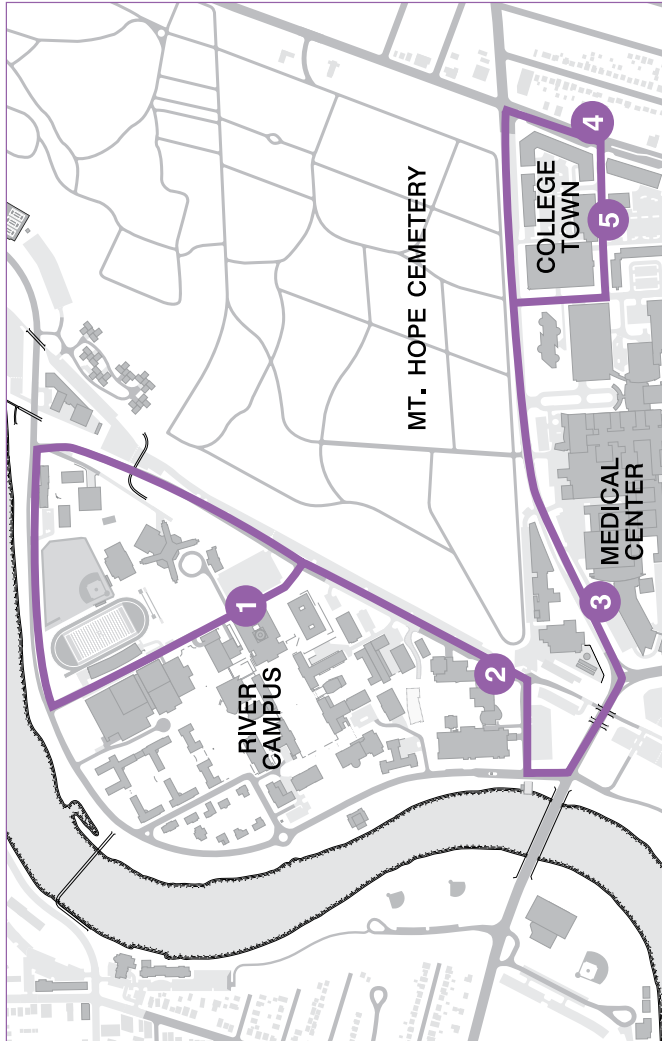 MT. HOPE CEMETERY
COLLEGE
TOWN
MEDICAL
CENTER
RIVER
CAMPUS
1
2
3
4
5